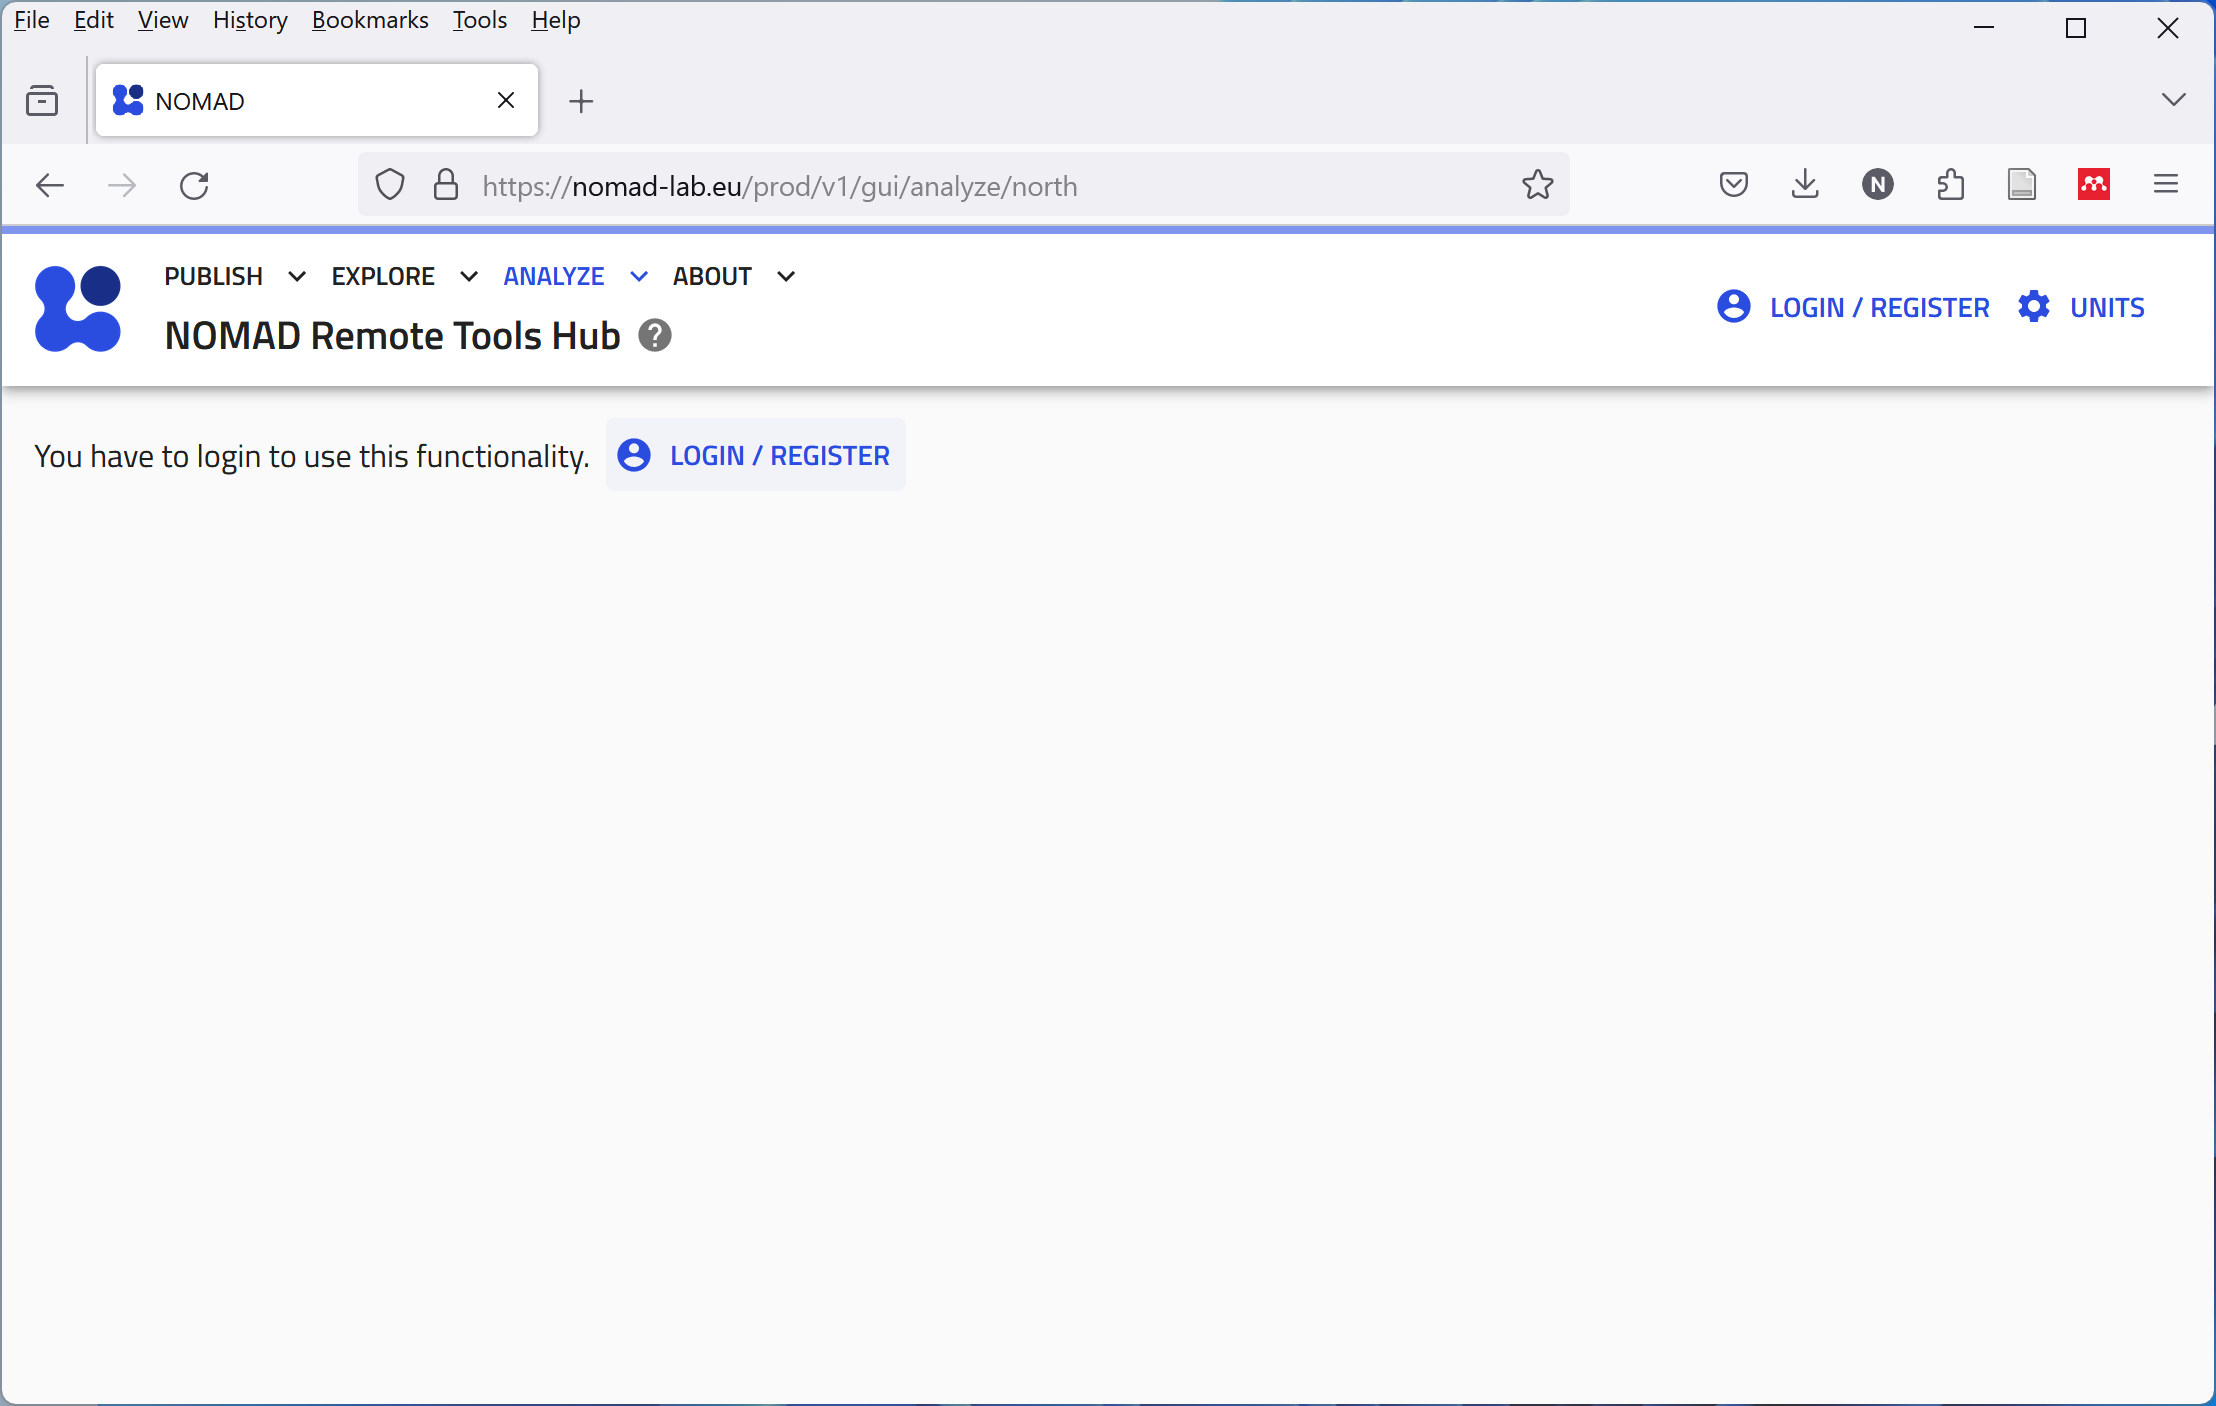 File Edit View History Bookmarks Tools Help
NOMAD
https://nomad-lab.eu/prod/v1/gui/analyze/north
N
PUBLISH EXPLORE ANALYZE ABOUT
NOMAD Remote Tools Hub ?
LOGIN / REGISTER UNITS
You have to login to use this functionality. LOGIN / REGISTER